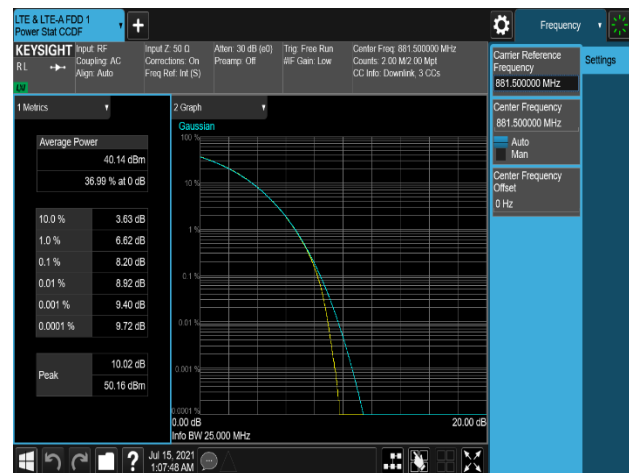 LTE & LTE-A FDD 1
Power Stat CCDF
Frequency
KEYSIGHT
RL
LNI
Input: RF
Coupling: AC
Align: Auto
Input Z: 50 Ω
Corrections: On
Freq Ref: Int (S)
Atten: 30 dB (e0)
Preamp: Off
Trig: Free Run
#IF Gain: Low
Center Freq: 881.500000 MHz
Counts: 2.00 M/2.00 Mpt
CC Info: Downlink, 3 CCs
Carrier Reference
Frequency
881.500000 MHz
Settings
Center Frequency
881.500000 MHz
Auto
Man
Center Frequency
Offset
0 Hz
1 Metrics
Average Power
40.14 dBm
36.99 % at 0 dB
10.0 % 3.63 dB
1.0 % 6.62 dB
0.1 % 8.20 dB
0.01 % 8.92 dB
0.001 % 9.40 dB
0.0001 % 9.72 dB
Peak
10.02 dB
50.16 dBm
2 Graph
Gaussian
100 %
10 %
1 %
0.1 %
0.01 %
0.001 %
0.0001 %
0.00 dB 20.00 dB
Info BW 25.000 MHz
?
Jul 15, 2021
1:07:48 AM